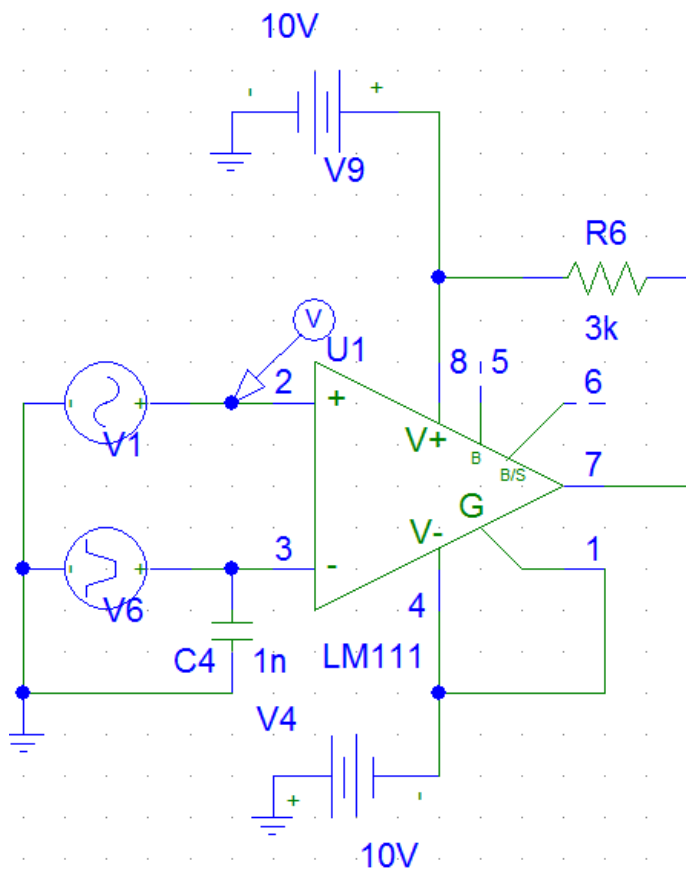 10V
- +
V9
R6
3k
V
U1
2
8
5
6
+
- +
V1
V+
B
B/S
7
G
3
V-
1
- +
-
V6
4
C4
1n
LM111
V4
+ -
10V